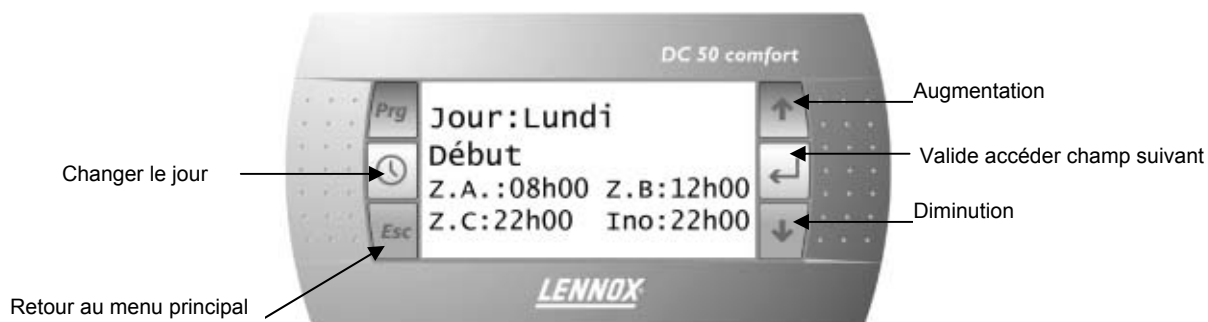 DC 50 comfort
Prg
Jour:Lundi
Début
Z.A.:08h00 Z.B:12h00
Z.C:22h00 Ino:22h00
Esc
LENNOX
Changer le jour
Retour au menu principal
Augmentation
Valide accéder champ suivant
Diminution